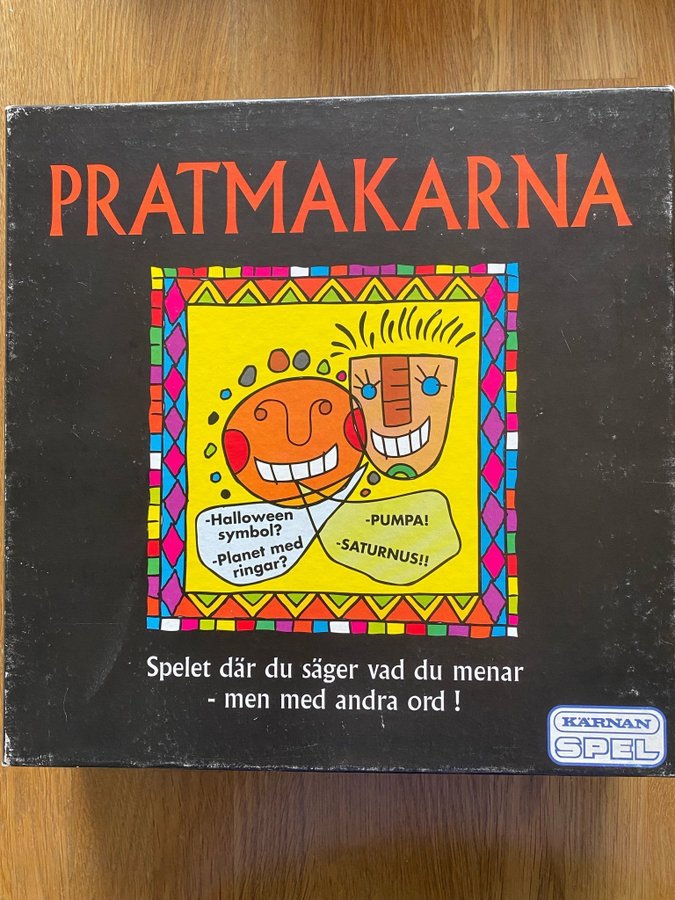 PRATMAKARNA
-Halloween
symbol?
-Planet med
ringar?
-PUMPA!
-SATURNUS!!
Spelet där du säger vad du menar
- men med andra ord !
KÄRNAN
SPEL